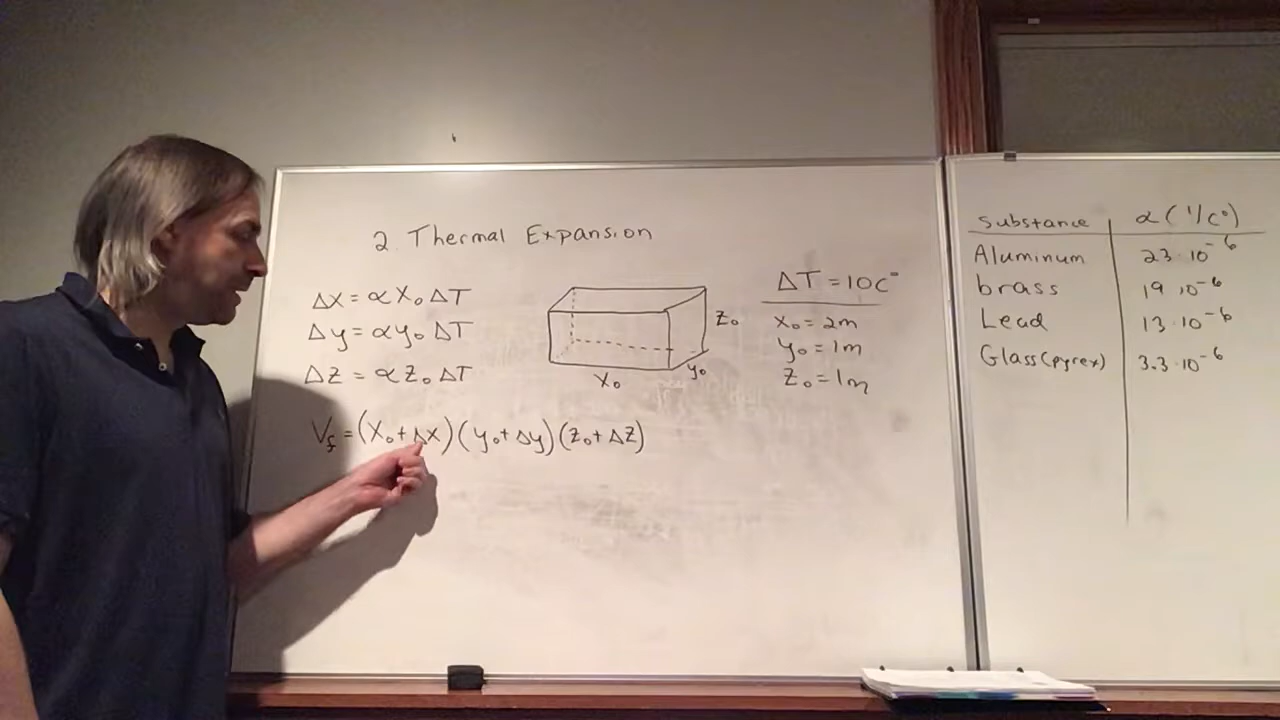 2. Thermal Expansion
Δx = αx₀ΔT
Δy = αy₀ΔT
Δz = αz₀ΔT
V_f = (x₀+Δx)(y₀+Δy)(z₀+Δz)
z₀
y₀
x₀
ΔT = 10C°
x₀ = 2m
y₀ = 1m
z₀ = 1m
Substance α(1/C°)
Aluminum 23·10⁻⁶
brass 19·10⁻⁶
Lead 13·10⁻⁶
Glass(pyrex) 3.3·10⁻⁶